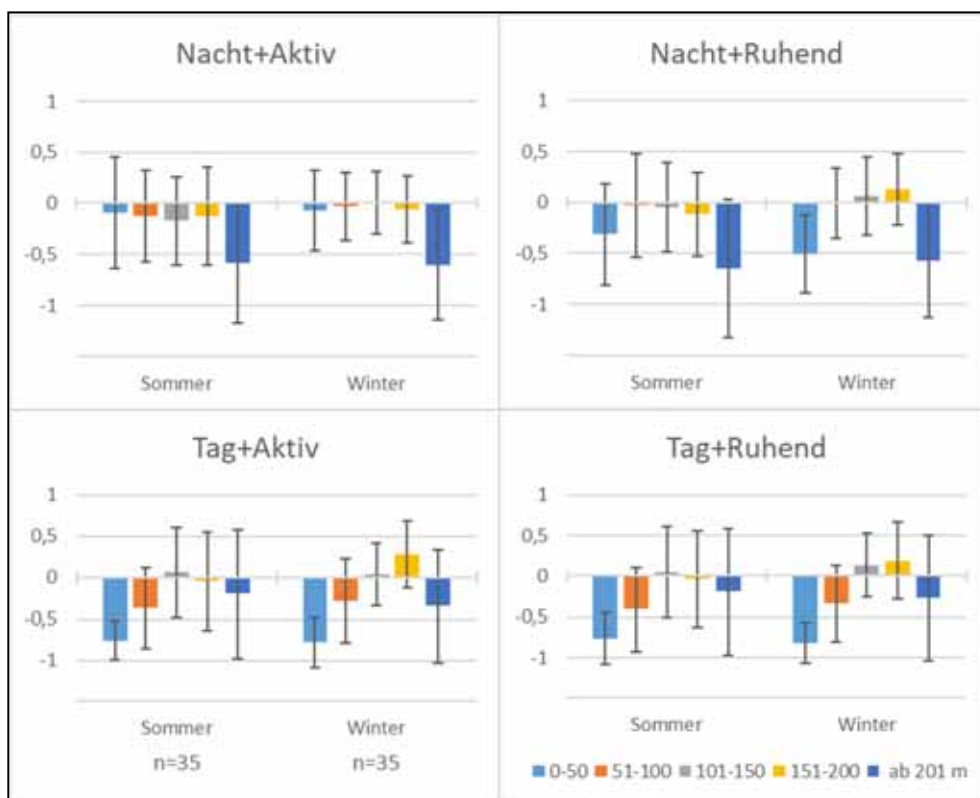 Nacht+Aktiv
1
0,5
0
-0,5
-1
Sommer Winter
Nacht+Ruhend
1
0,5
0
-0,5
-1
Sommer Winter
Tag+Aktiv
1
0,5
0
-0,5
-1
Sommer Winter
n=35 n=35
Tag+Ruhend
1
0,5
0
-0,5
-1
Sommer Winter
0-50 51-100 101-150 151-200 ab 201 m